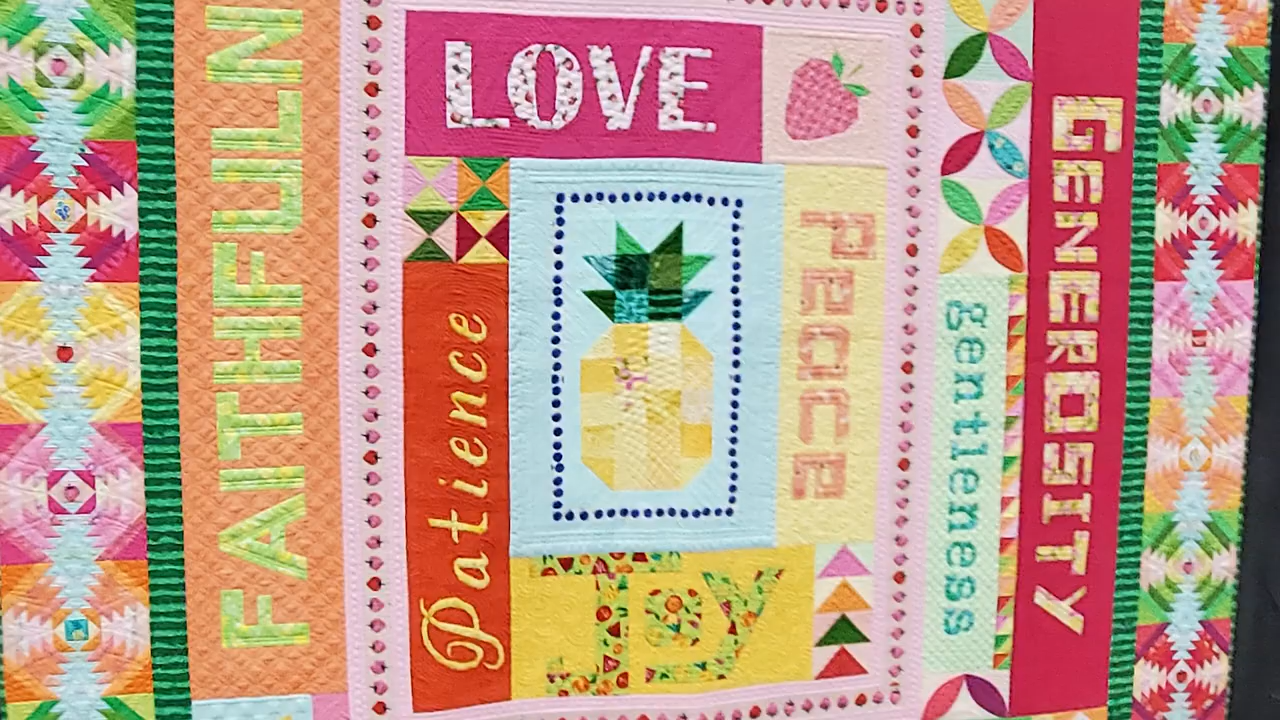 LOVE
FAITHFULN
Patience
Peace
Joy
gentleness
GENEROSITY